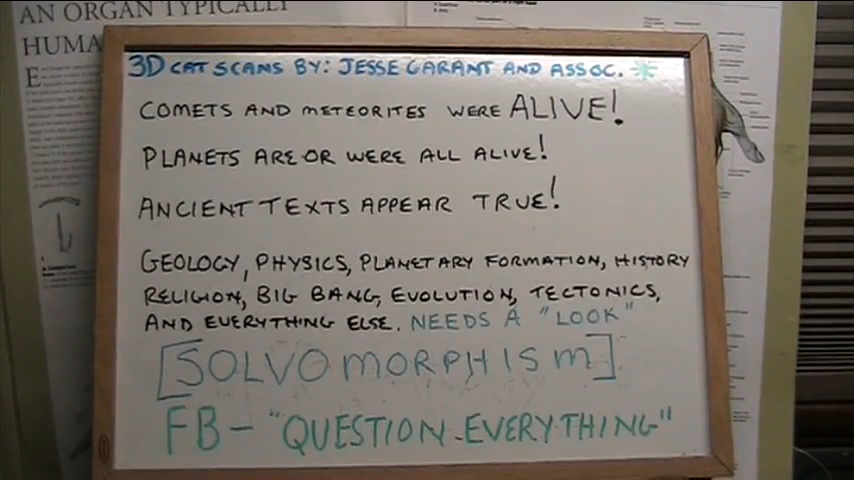 AN ORGAN TYPICALLY
HUMA
3D CAT SCANS BY: JESSE GARANT AND ASSOC. ✳
COMETS AND METEORITES WERE ALIVE!
PLANETS ARE OR WERE ALL ALIVE!
ANCIENT TEXTS APPEAR TRUE!
GEOLOGY, PHYSICS, PLANETARY FORMATION, HISTORY
RELIGION, BIG BANG, EVOLUTION, TECTONICS,
AND EVERYTHING ELSE. NEEDS A "LOOK"
[SOLVOMORPHISM]
FB - "QUESTION-EVERYTHING"